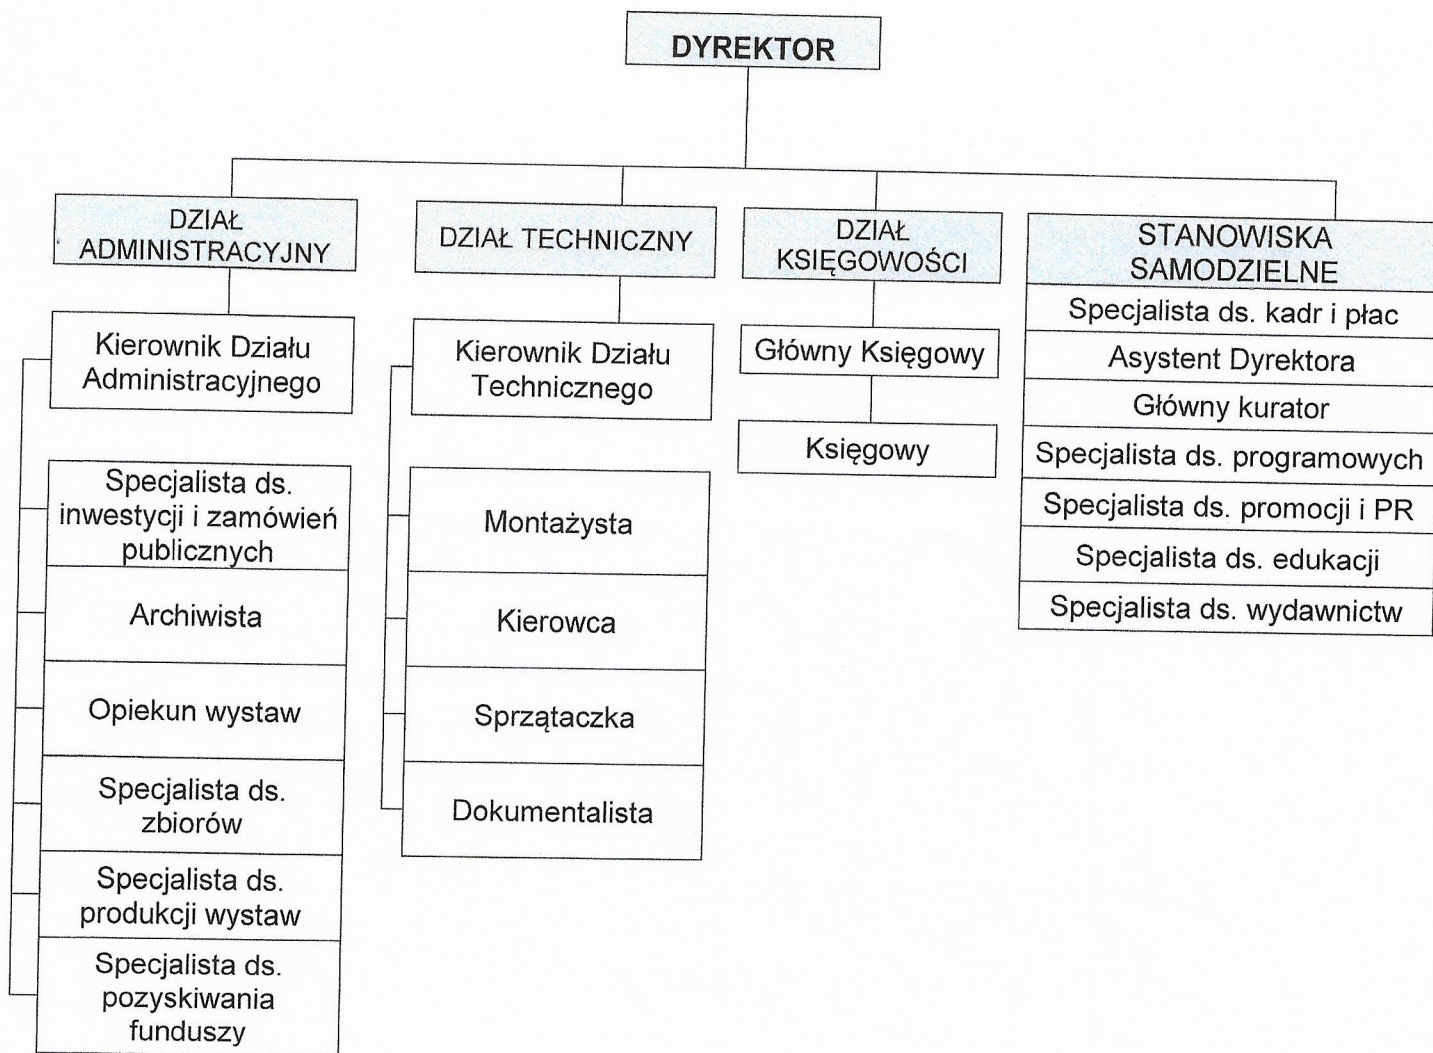 DYREKTOR
DZIAŁ
ADMINISTRACYJNY
Kierownik Działu
Administracyjnego
Specjalista ds.
inwestycji i zamówień
publicznych
Archiwista
Opiekun wystaw
Specjalista ds.
zbiorów
Specjalista ds.
produkcji wystaw
Specjalista ds.
pozyskiwania
funduszy
DZIAŁ TECHNICZNY
Kierownik Działu
Technicznego
Montażysta
Kierowca
Sprzątaczka
Dokumentalista
DZIAŁ
KSIĘGOWOŚCI
Główny Księgowy
Księgowy
STANOWISKA
SAMODZIELNE
Specjalista ds. kadr i płac
Asystent Dyrektora
Główny kurator
Specjalista ds. programowych
Specjalista ds. promocji i PR
Specjalista ds. edukacji
Specjalista ds. wydawnictw